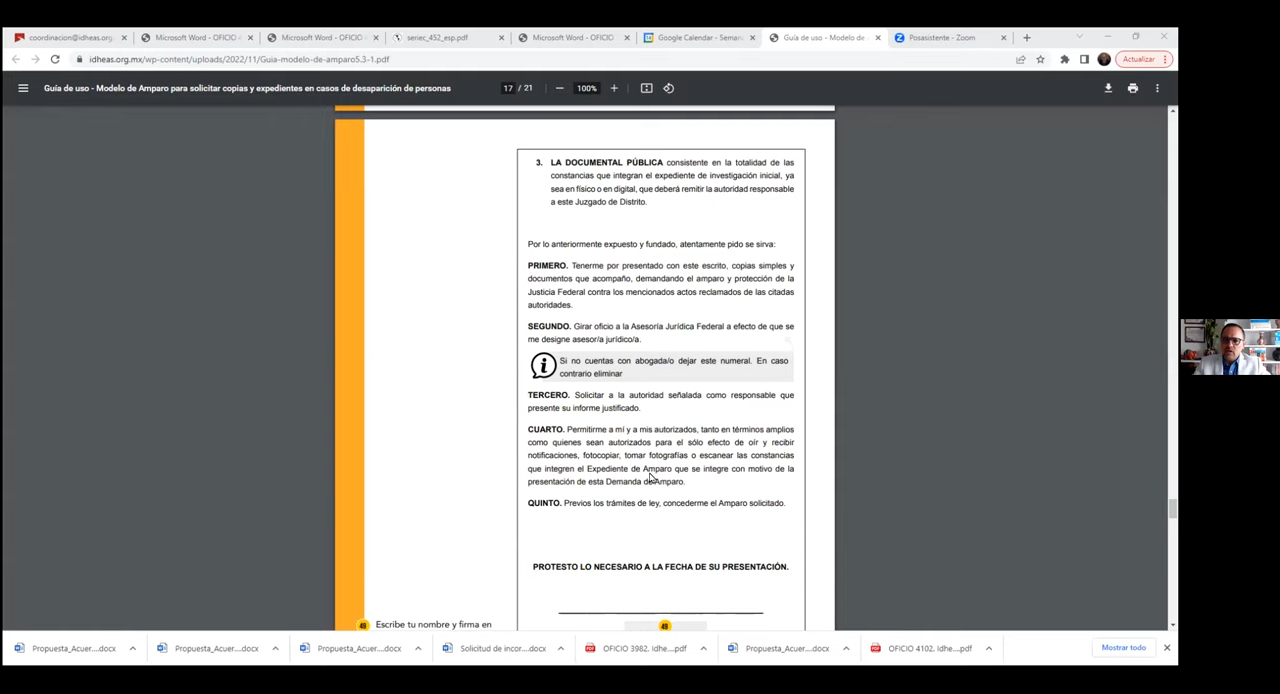 coordinacion@idheas.org.
Microsoft Word - OFICIO 4
Microsoft Word - OFICIO
seriec_452_esp.pdf
Microsoft Word - OFICIO
Google Calendar - Seman
Guía de uso - Modelo de
Posasistente - Zoom
idheas.org.mx/wp-content/uploads/2022/11/Guia-modelo-de-amparo5.3-1.pdf
Actualizar
Guía de uso - Modelo de Amparo para solicitar copias y expedientes en casos de desaparición de personas
17 / 21
100%
3. LA DOCUMENTAL PÚBLICA consistente en la totalidad de las
constancias que integran el expediente de investigación inicial, ya
sea en físico o en digital, que deberá remitir la autoridad responsable
a este Juzgado de Distrito.
Por lo anteriormente expuesto y fundado, atentamente pido se sirva:
PRIMERO. Tenerme por presentado con este escrito, copias simples y
documentos que acompaño, demandando el amparo y protección de la
Justicia Federal contra los mencionados actos reclamados de las citadas
autoridades.
SEGUNDO. Girar oficio a la Asesoría Jurídica Federal a efecto de que se
me designe asesor/a jurídico/a.
Si no cuentas con abogada/o dejar este numeral. En caso
contrario eliminar
TERCERO. Solicitar a la autoridad señalada como responsable que
presente su informe justificado.
CUARTO. Permitirme a mí y a mis autorizados, tanto en términos amplios
como quienes sean autorizados para el sólo efecto de oír y recibir
notificaciones, fotocopiar, tomar fotografías o escanear las constancias
que integren el Expediente de Amparo que se integre con motivo de la
presentación de esta Demanda de Amparo.
QUINTO. Previos los trámites de ley, concederme el Amparo solicitado.
PROTESTO LO NECESARIO A LA FECHA DE SU PRESENTACIÓN.
49 Escribe tu nombre y firma en
49
Propuesta_Acuer....docx
Propuesta_Acuer....docx
Propuesta_Acuer....docx
Solicitud de incor....docx
OFICIO 3982. Idhe....pdf
Propuesta_Acuer....docx
OFICIO 4102. Idhe....pdf
Mostrar todo